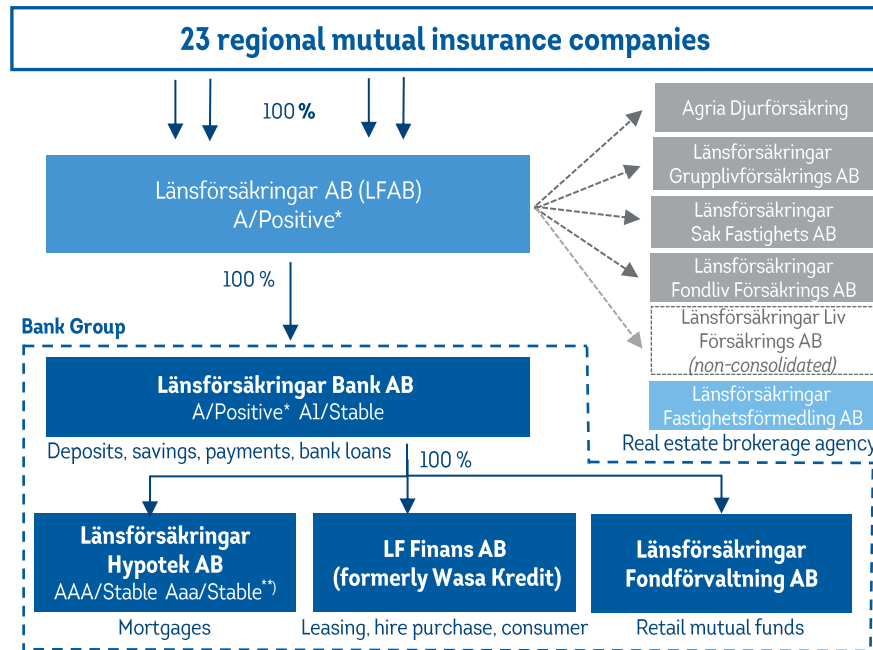 23 regional mutual insurance companies
100 %
Länsförsäkringar AB (LFAB)
A/Positive*
Agria Djurförsäkring
Länsförsäkringar
Grupplivförsäkrings AB
Länsförsäkringar
Sak Fastighets AB
Länsförsäkringar
Fondliv Försäkrings AB
Länsförsäkringar Liv
Försäkrings AB
(non-consolidated)
Länsförsäkringar
Fastighetsförmedling AB
Real estate brokerage agency
100 %
Bank Group
Länsförsäkringar Bank AB
A/Positive* A1/Stable
Deposits, savings, payments, bank loans
100 %
Länsförsäkringar
Hypotek AB
AAA/Stable Aaa/Stable**)
Mortgages
LF Finans AB
(formerly Wasa Kredit)
Leasing, hire purchase, consumer
Länsförsäkringar
Fondförvaltning AB
Retail mutual funds